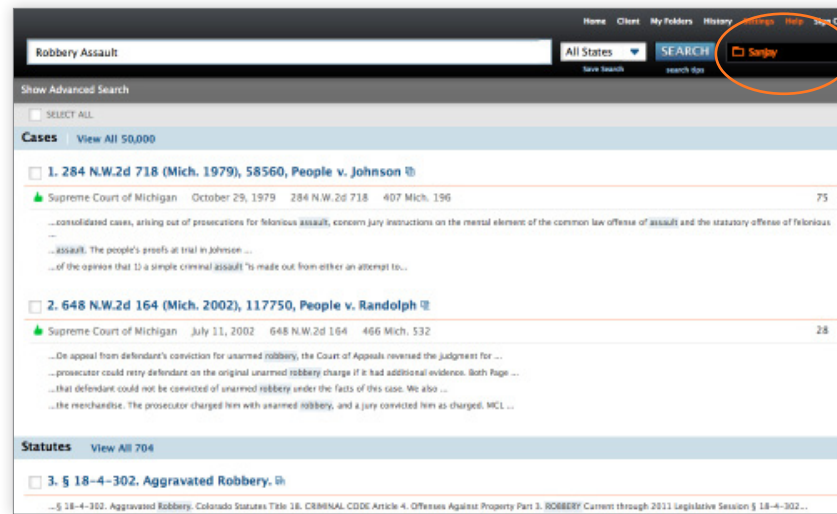 Home Client My Folders History Settings Help Sign
Robbery Assault
All States
SEARCH
Sanjay
Save Search
search tips
Show Advanced Search
SELECT ALL
Cases View All 50,000
1. 284 N.W.2d 718 (Mich. 1979), 58560, People v. Johnson
Supreme Court of Michigan October 29, 1979 284 N.W.2d 718 407 Mich. 196 75
...consolidated cases, arising out of prosecutions for felonious assault, concern jury instructions on the mental element of the common law offense of assault and the statutory offense of felonious
...
...assault. The people's proofs at trial in Johnson ...
...of the opinion that 1) a simple criminal assault "is made out from either an attempt to...
2. 648 N.W.2d 164 (Mich. 2002), 117750, People v. Randolph
Supreme Court of Michigan July 11, 2002 648 N.W.2d 164 466 Mich. 532 28
...On appeal from defendant's conviction for unarmed robbery, the Court of Appeals reversed the judgment for ...
...prosecutor could retry defendant on the original unarmed robbery charge if it had additional evidence. Both Page ...
...that defendant could not be convicted of unarmed robbery under the facts of this case. We also ...
...the merchandise. The prosecutor charged him with unarmed robbery, and a jury convicted him as charged. MCL ...
Statutes View All 704
3. § 18-4-302. Aggravated Robbery.
...§ 18-4-302. Aggravated Robbery. Colorado Statutes Title 18. CRIMINAL CODE Article 4. Offenses Against Property Part 3. ROBBERY Current through 2011 Legislative Session § 18-4-302...